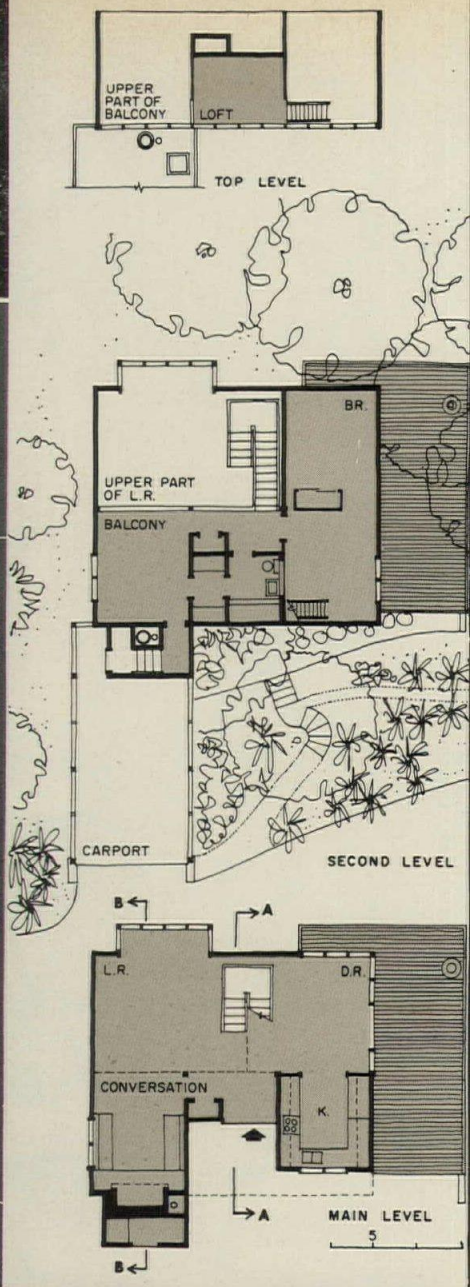 UPPER
PART OF
BALCONY
LOFT
TOP LEVEL
BR.
UPPER PART
OF L.R.
BALCONY
CARPORT
SECOND LEVEL
B
A
L.R.
D.R.
CONVERSATION
K.
A
MAIN LEVEL
5
B